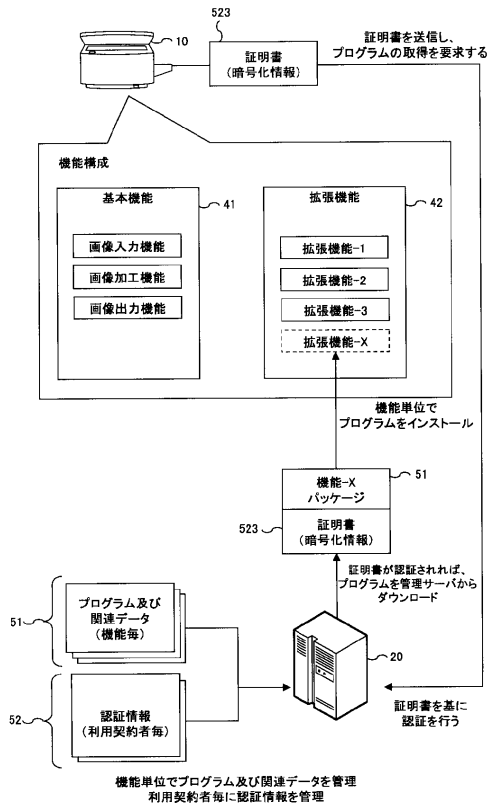 523
10
証明書
(暗号化情報)
証明書を送信し、
プログラムの取得を要求する
機能構成
基本機能
41
画像入力機能
画像加工機能
画像出力機能
拡張機能
42
拡張機能-1
拡張機能-2
拡張機能-3
拡張機能-X
機能単位で
プログラムをインストール
機能-X
パッケージ
51
523
証明書
(暗号化情報)
証明書が認証されれば、
プログラムを管理サーバから
ダウンロード
51
プログラム及び
関連データ
(機能毎)
20
52
認証情報
(利用契約者毎)
証明書を基に
認証を行う
機能単位でプログラム及び関連データを管理
利用契約者毎に認証情報を管理